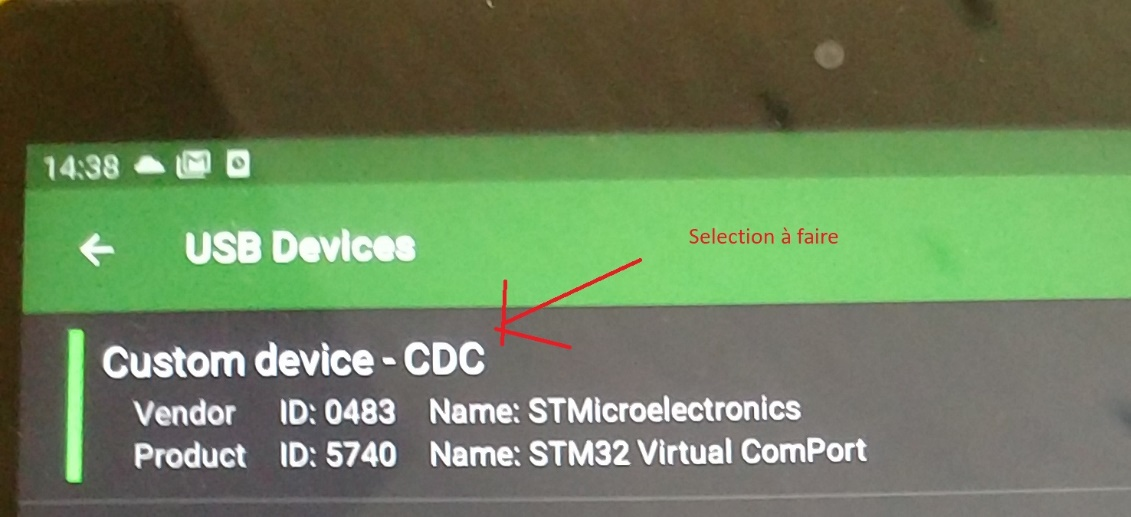 14:38
USB Devices
Selection à faire
Custom device - CDC
Vendor ID: 0483 Name: STMicroelectronics
Product ID: 5740 Name: STM32 Virtual ComPort